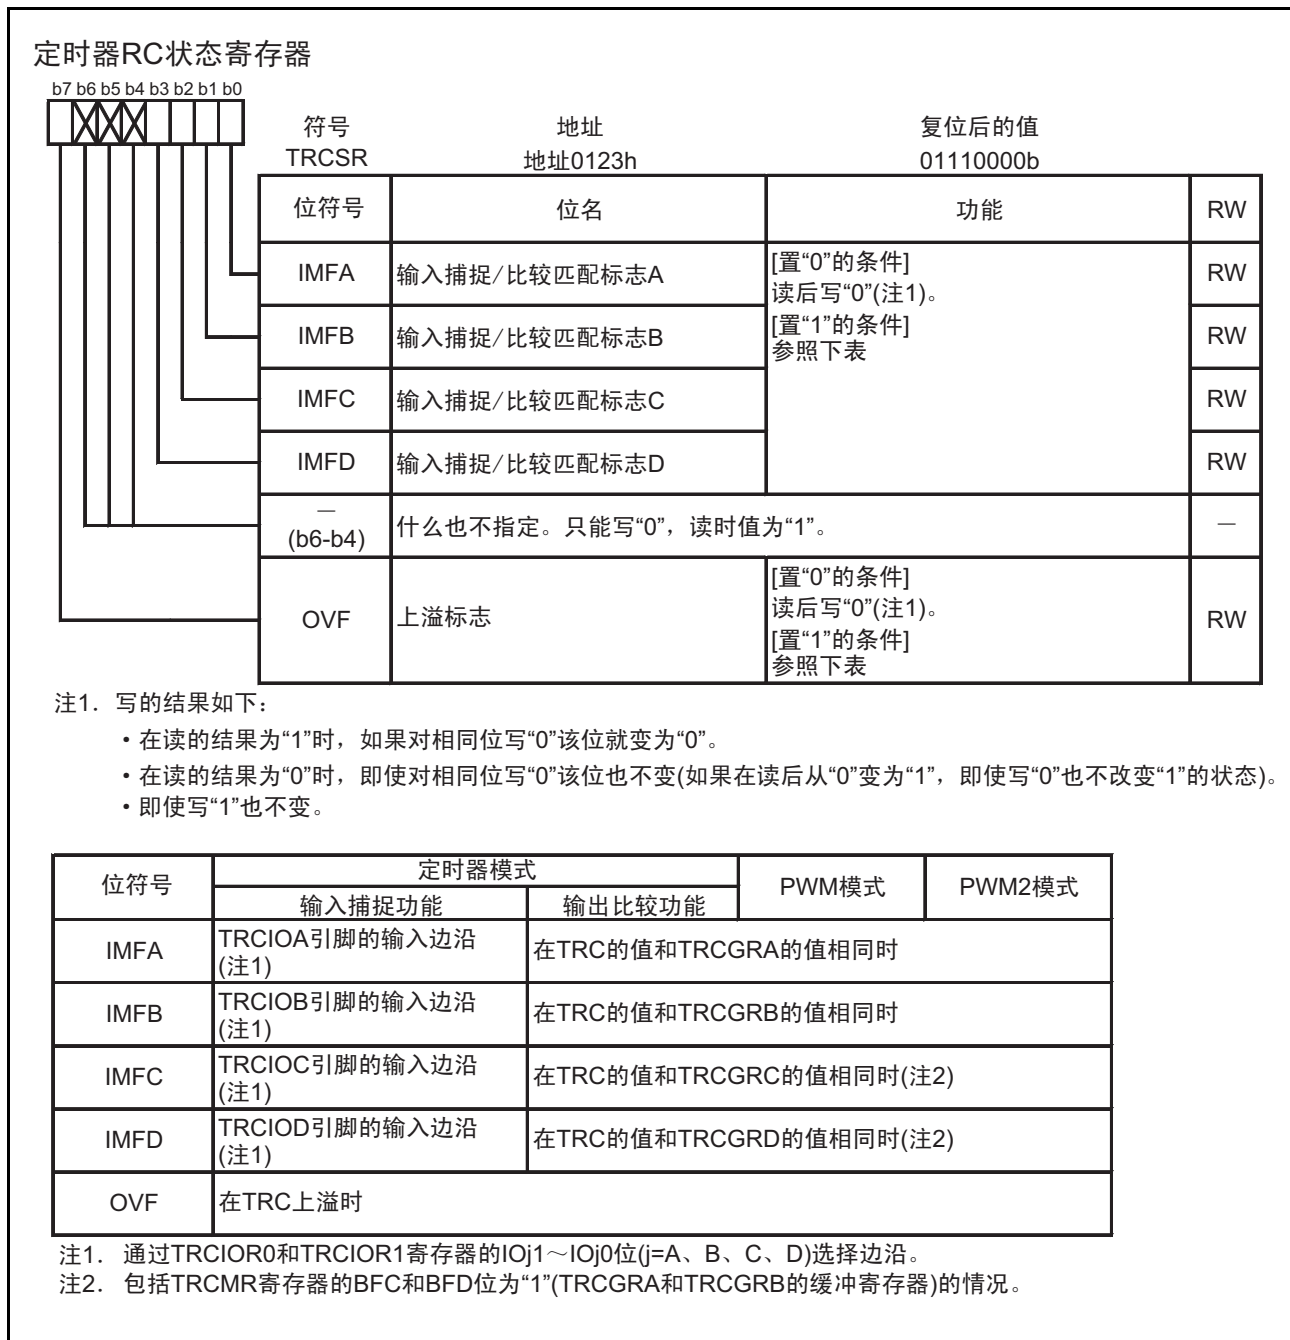 定时器RC状态寄存器
b7 b6 b5 b4 b3 b2 b1 b0
符号 地址 复位后的值
TRCSR 地址0123h 01110000b
位符号 位名 功能 RW
IMFA 输入捕捉/比较匹配标志A [置“0”的条件] RW
读后写“0”(注1)。
IMFB 输入捕捉/比较匹配标志B [置“1”的条件] RW
参照下表
IMFC 输入捕捉/比较匹配标志C RW
IMFD 输入捕捉/比较匹配标志D RW
—
(b6-b4) 什么也不指定。只能写“0”，读时值为“1”。 —
OVF 上溢标志 [置“0”的条件] RW
读后写“0”(注1)。
[置“1”的条件]
参照下表
注1. 写的结果如下：
• 在读的结果为“1”时，如果对相同位写“0”该位就变为“0”。
• 在读的结果为“0”时，即使对相同位写“0”该位也不变(如果在读后从“0”变为“1”，即使写“0”也不改变“1”的状态)。
• 即使写“1”也不变。
位符号 定时器模式 PWM模式 PWM2模式
输入捕捉功能 输出比较功能
IMFA TRCIOA引脚的输入边沿 在TRC的值和TRCGRA的值相同时
(注1)
IMFB TRCIOB引脚的输入边沿 在TRC的值和TRCGRB的值相同时
(注1)
IMFC TRCIOC引脚的输入边沿 在TRC的值和TRCGRC的值相同时(注2)
(注1)
IMFD TRCIOD引脚的输入边沿 在TRC的值和TRCGRD的值相同时(注2)
(注1)
OVF 在TRC上溢时
注1. 通过TRCIOR0和TRCIOR1寄存器的IOj1～IOj0位(j=A、B、C、D)选择边沿。
注2. 包括TRCMR寄存器的BFC和BFD位为“1”(TRCGRA和TRCGRB的缓冲寄存器)的情况。